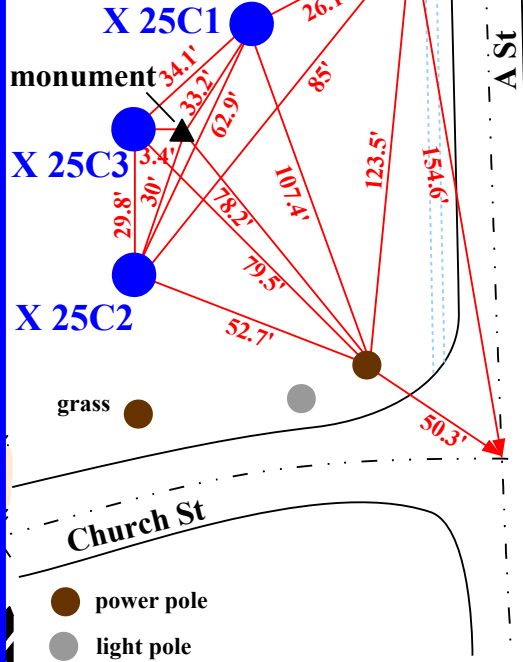 X 25C1
26.1'
A St
34.1'
monument
33.2'
62.9'
85'
X 25C3
3.4'
29.8'
30'
78.2'
107.4'
123.5'
154.6'
79.5'
X 25C2
52.7'
grass
50.3'
Church St
power pole
light pole